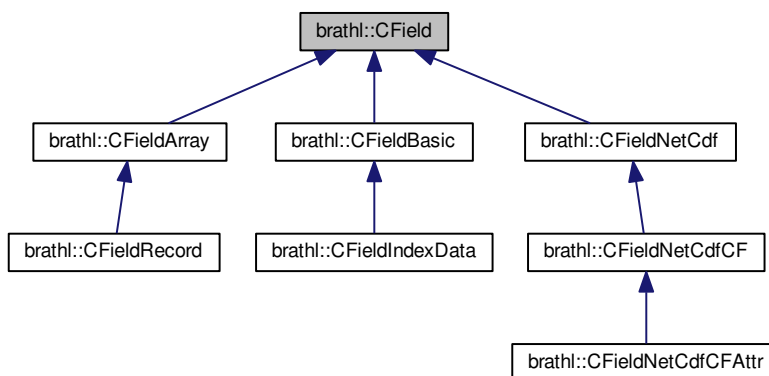 brathl::CField
brathl::CFieldArray
brathl::CFieldBasic
brathl::CFieldNetCdf
brathl::CFieldRecord
brathl::CFieldIndexData
brathl::CFieldNetCdfCF
brathl::CFieldNetCdfCFAttr